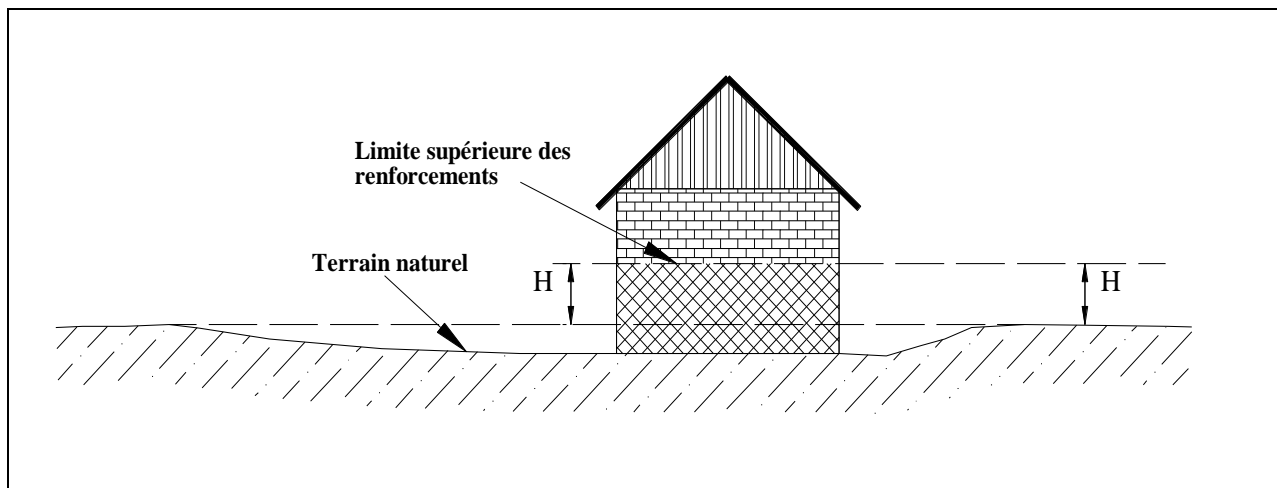 Limite supérieure des
renforcements
Terrain naturel
H
H